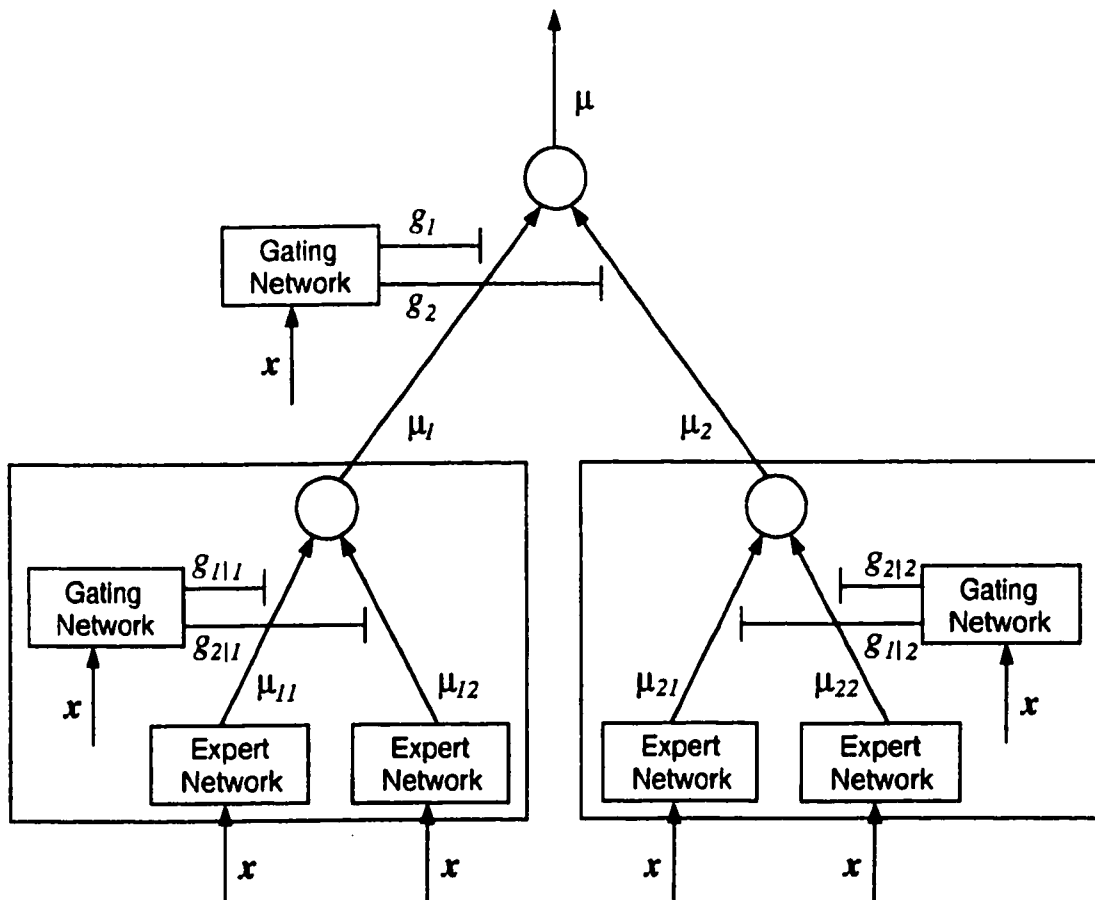 μ
g1
Gating
Network
g2
x
μ1
μ2
g1|1
Gating
Network
g2|1
x
μ11
μ12
Expert
Network
Expert
Network
x
x
g2|2
Gating
Network
g1|2
x
μ21
μ22
Expert
Network
Expert
Network
x
x